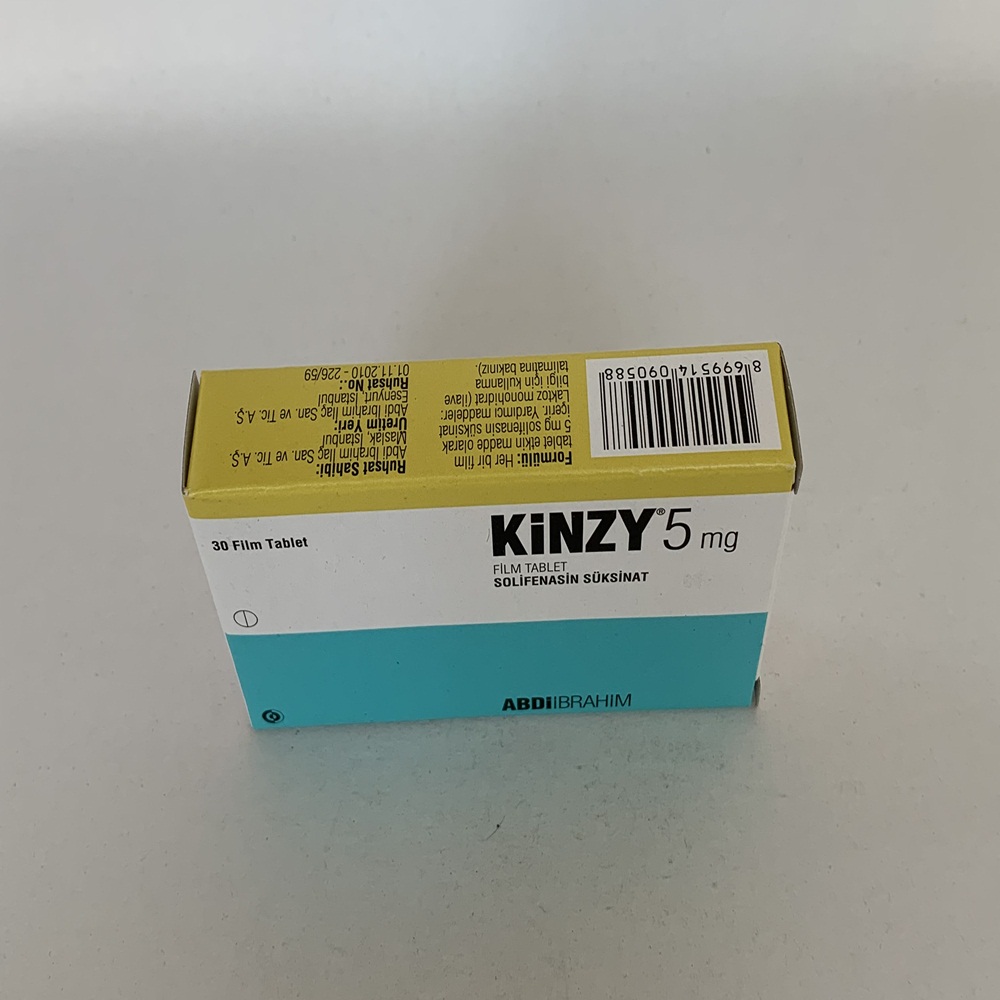 30 Film Tablet
KiNZY® 5 mg
FİLM TABLET
SOLİFENASİN SÜKSİNAT
ABDİİBRAHİM
8 699514 090588
Formülü: Her bir film
tablet etkin madde olarak
5 mg solifenasin süksinat
içerir. Yardımcı maddeler:
Laktoz monohidrat (ilave
bilgi için kullanma
talimatına bakınız).
Ruhsat Sahibi:
Abdi İbrahim İlaç San. ve Tic. A.Ş.
Maslak, İstanbul
Üretim Yeri:
Abdi İbrahim İlaç San. ve Tic. A.Ş.
Esenyurt, İstanbul
Ruhsat No.:
01.11.2010 - 226/59